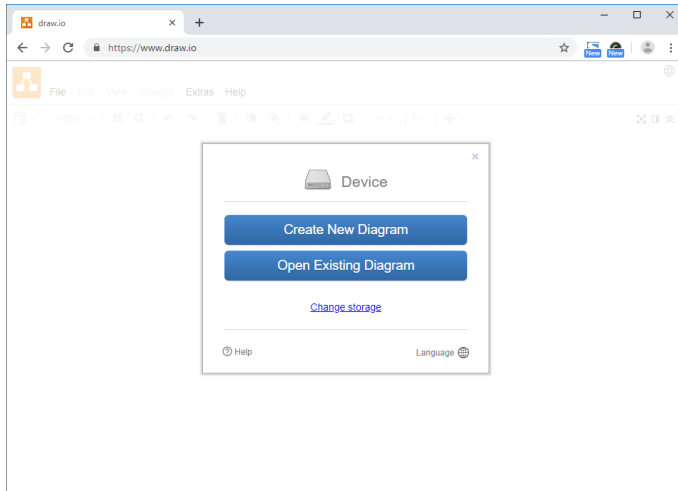 draw.io
https://www.draw.io
New New
File Edit View Arrange Extras Help
100%
Device
Create New Diagram
Open Existing Diagram
Change storage
Help Language